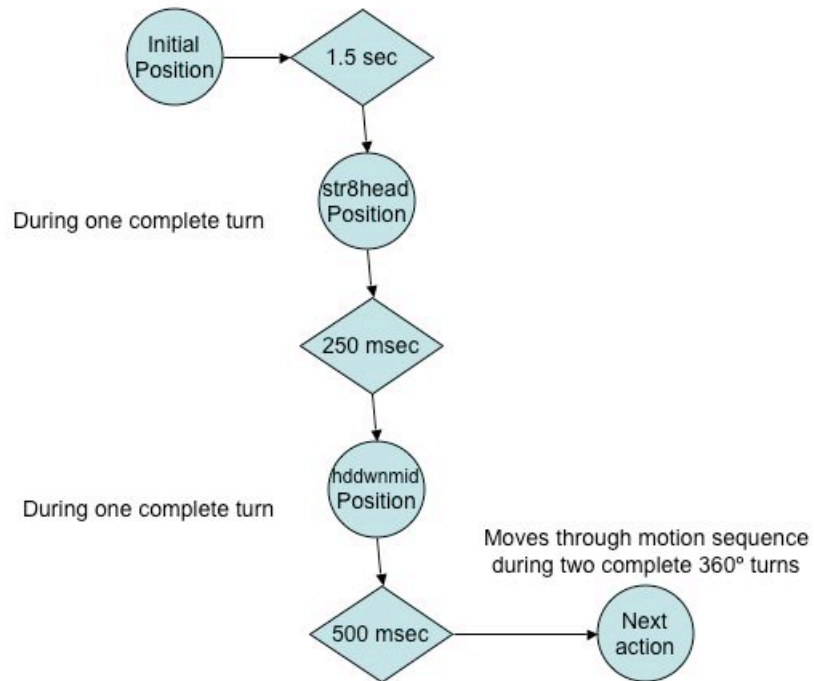 Initial
Position
1.5 sec
str8head
Position
During one complete turn
250 msec
hddwnmid
Position
During one complete turn
Moves through motion sequence
during two complete 360º turns
500 msec
Next
action